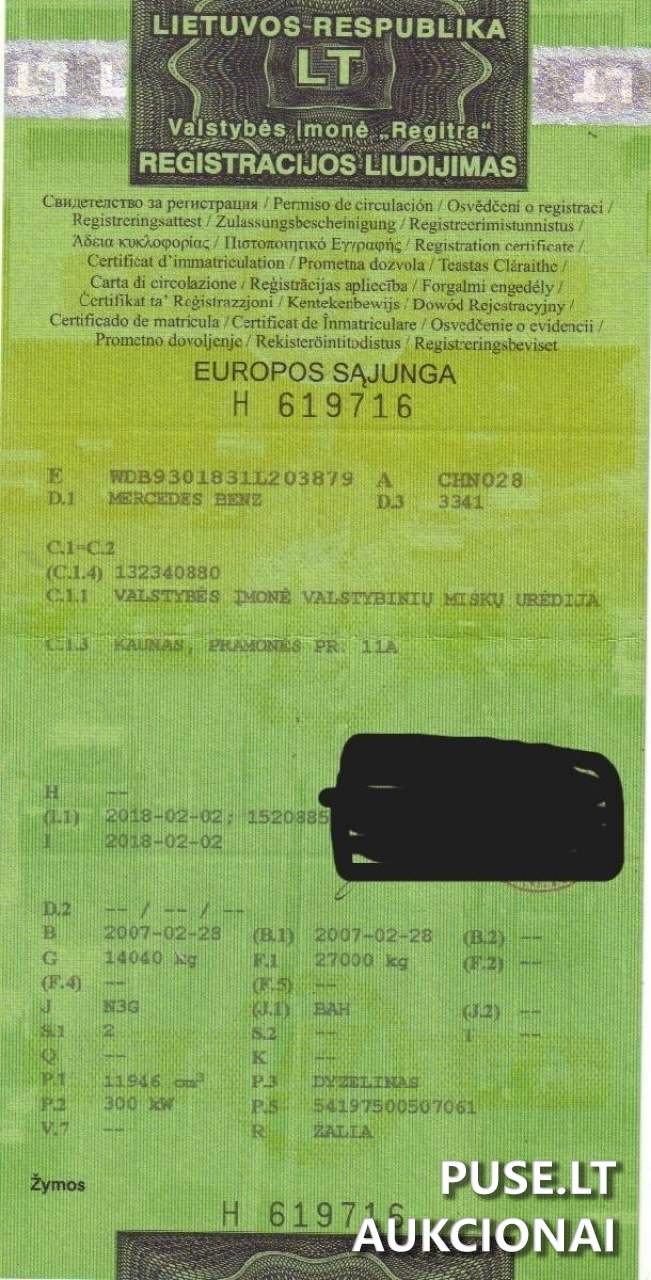 LIETUVOS RESPUBLIKA
LT
LT LT LT
Valstybės įmonė „Regitra“
REGISTRACIJOS LIUDIJIMAS
Свидетелство за регистрация / Permiso de circulación / Osvědčení o registraci /
Registreringsattest / Zulassungsbescheinigung / Registreerimistunnistus /
Άδεια κυκλοφορίας / Πιστοποιητικό Εγγραφής / Registration certificate /
Certificat d'immatriculation / Prometna dozvola / Teastas Cláraithe /
Carta di circolazione / Reģistrācijas apliecība / Forgalmi engedély /
Ċertifikat ta' Reġistrazzjoni / Kentekenbewijs / Dowód Rejestracyjny /
Certificado de matrícula / Certificat de Înmatriculare / Osvedčenie o evidencii /
Prometno dovoljenje / Rekisteröintitodistus / Registreringsbeviset
EUROPOS SĄJUNGA
H 619716
E WDB9301831L203879 A CHN028
D.1 MERCEDES BENZ D.3 3341
C.1=C.2
(C.1.4) 132340880
C.1.1 VALSTYBĖS ĮMONĖ VALSTYBINIŲ MIŠKŲ URĖDIJA
C.1.3 KAUNAS, PRAMONĖS PR. 11A
H --
(I.1) 2018-02-02; 1520885
I 2018-02-02
D.2 -- / -- / --
B 2007-02-28 (B.1) 2007-02-28 (B.2) --
G 14040 kg F.1 27000 kg (F.2) --
(F.4) -- (F.5) --
J N3G (J.1) BAH (J.2) --
S.1 2 S.2 -- T --
Q -- K --
P.1 11946 cm³ P.3 DYZELINAS
P.2 300 kW P.5 54197500507061
V.7 -- R ŽALIA
Žymos
H 619716
PUSE.LT
AUKCIONAI